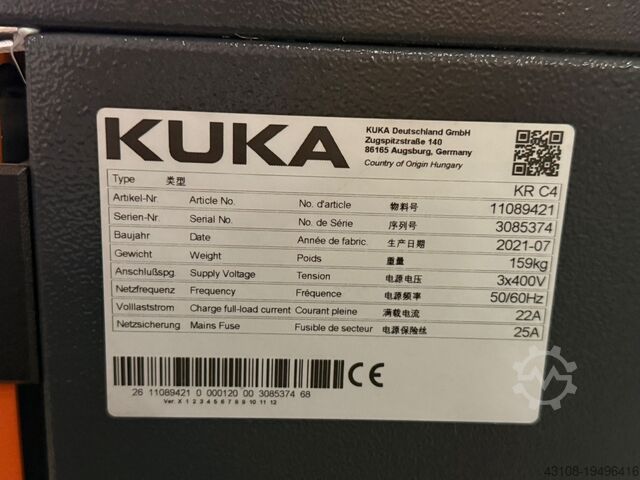 KUKA
KUKA Deutschland GmbH
Zugspitzstraße 140
86165 Augsburg, Germany
Country of Origin Hungary
Type 类型 KR C4
Artikel-Nr. Article No. No. d'article 物料号 11089421
Serien-Nr. Serial No. No. de Série 序列号 3085374
Baujahr Date Année de fabric. 生产日期 2021-07
Gewicht Weight Poids 重量 159kg
Anschlußspg. Supply Voltage Tension 电源电压 3x400V
Netzfrequenz Frequency Fréquence 电源频率 50/60Hz
Volllaststrom Charge full-load current Courant pleine 满载电流 22A
Netzsicherung Mains Fuse Fusible de secteur 电源保险丝 25A
CE
26 11089421 0 000120 00 3085374 68
Ver. X 1 2 3 4 5 6 7 8 9 10 11 12
43108-19496416